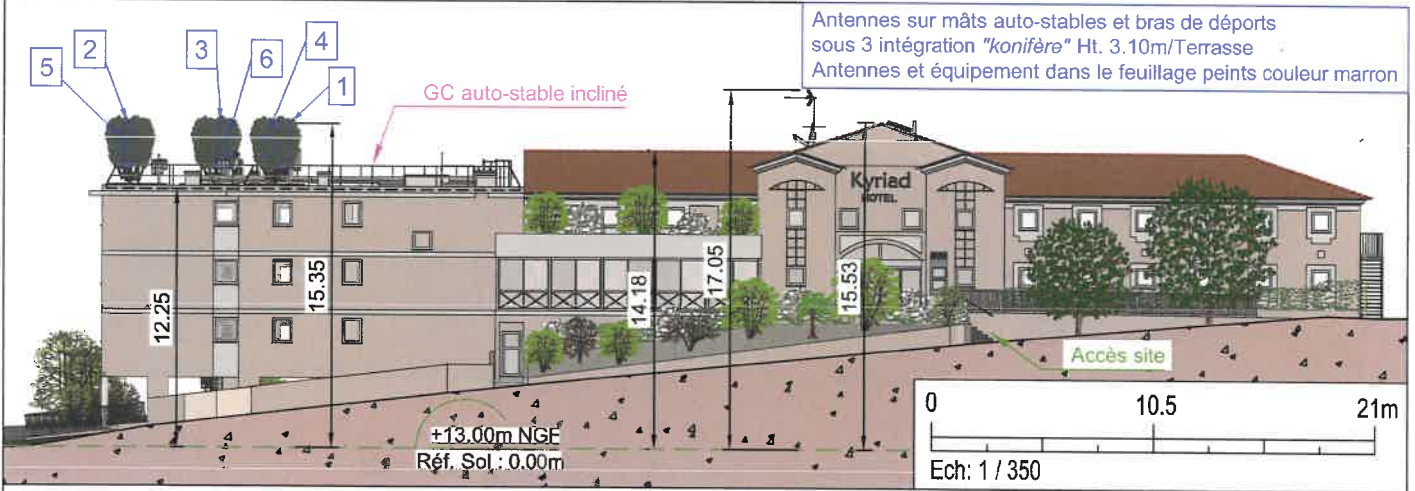 Antennes sur mâts auto-stables et bras de déports
sous 3 intégration "konifère" Ht. 3.10m/Terrasse
Antennes et équipement dans le feuillage peints couleur marron
5
2
3
6
4
1
GC auto-stable incliné
Kyriad
HOTEL
12.25
15.35
14.18
17.05
15.53
Accès site
+13.00m NGE
Réf. Sol : 0.00m
0
10.5
21m
Ech: 1 / 350